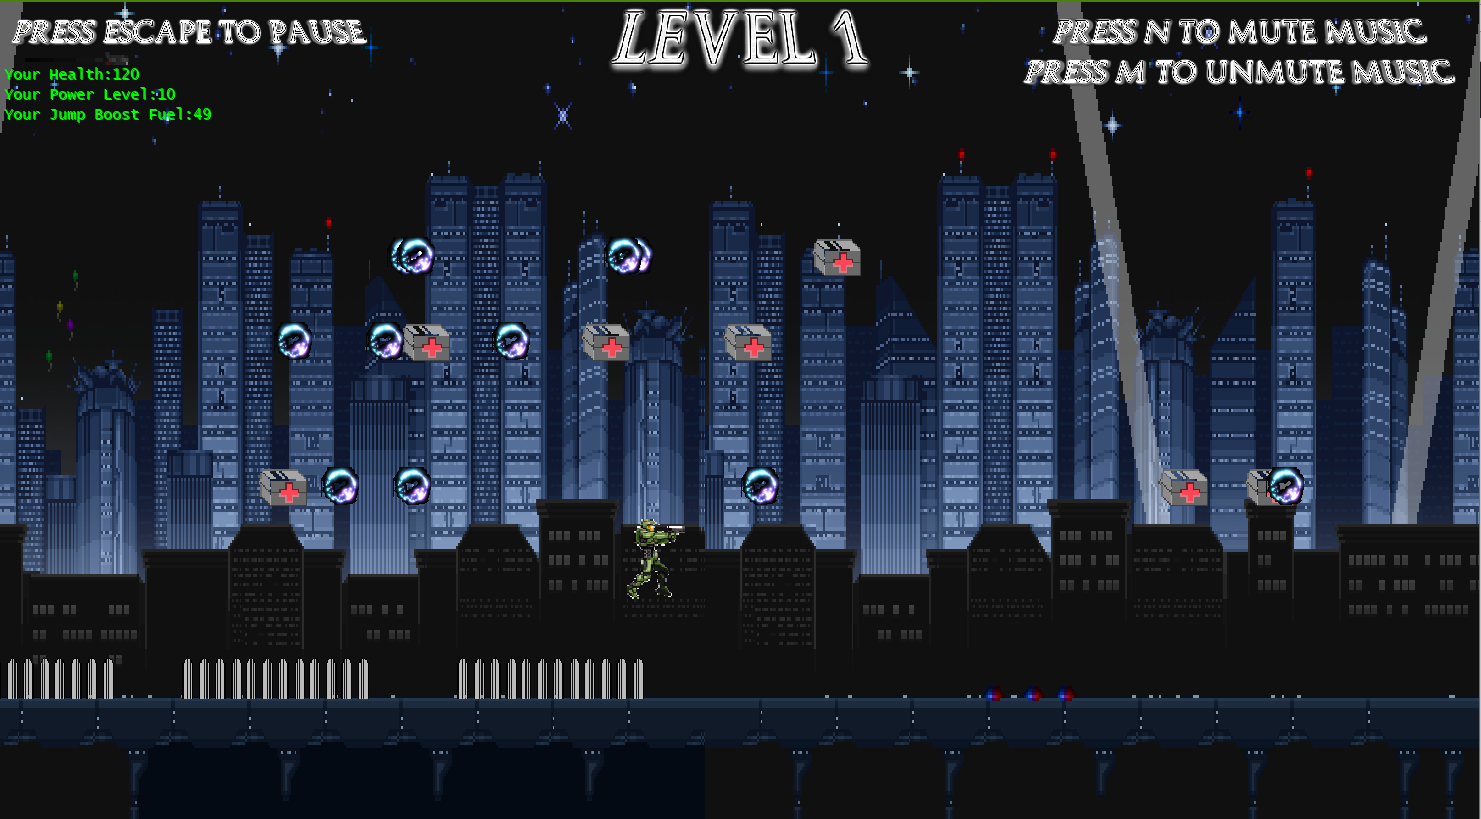 PRESS ESCAPE TO PAUSE
LEVEL 1
PRESS N TO MUTE MUSIC
PRESS M TO UNMUTE MUSIC
Your Health:120
Your Power Level:10
Your Jump Boost Fuel:49